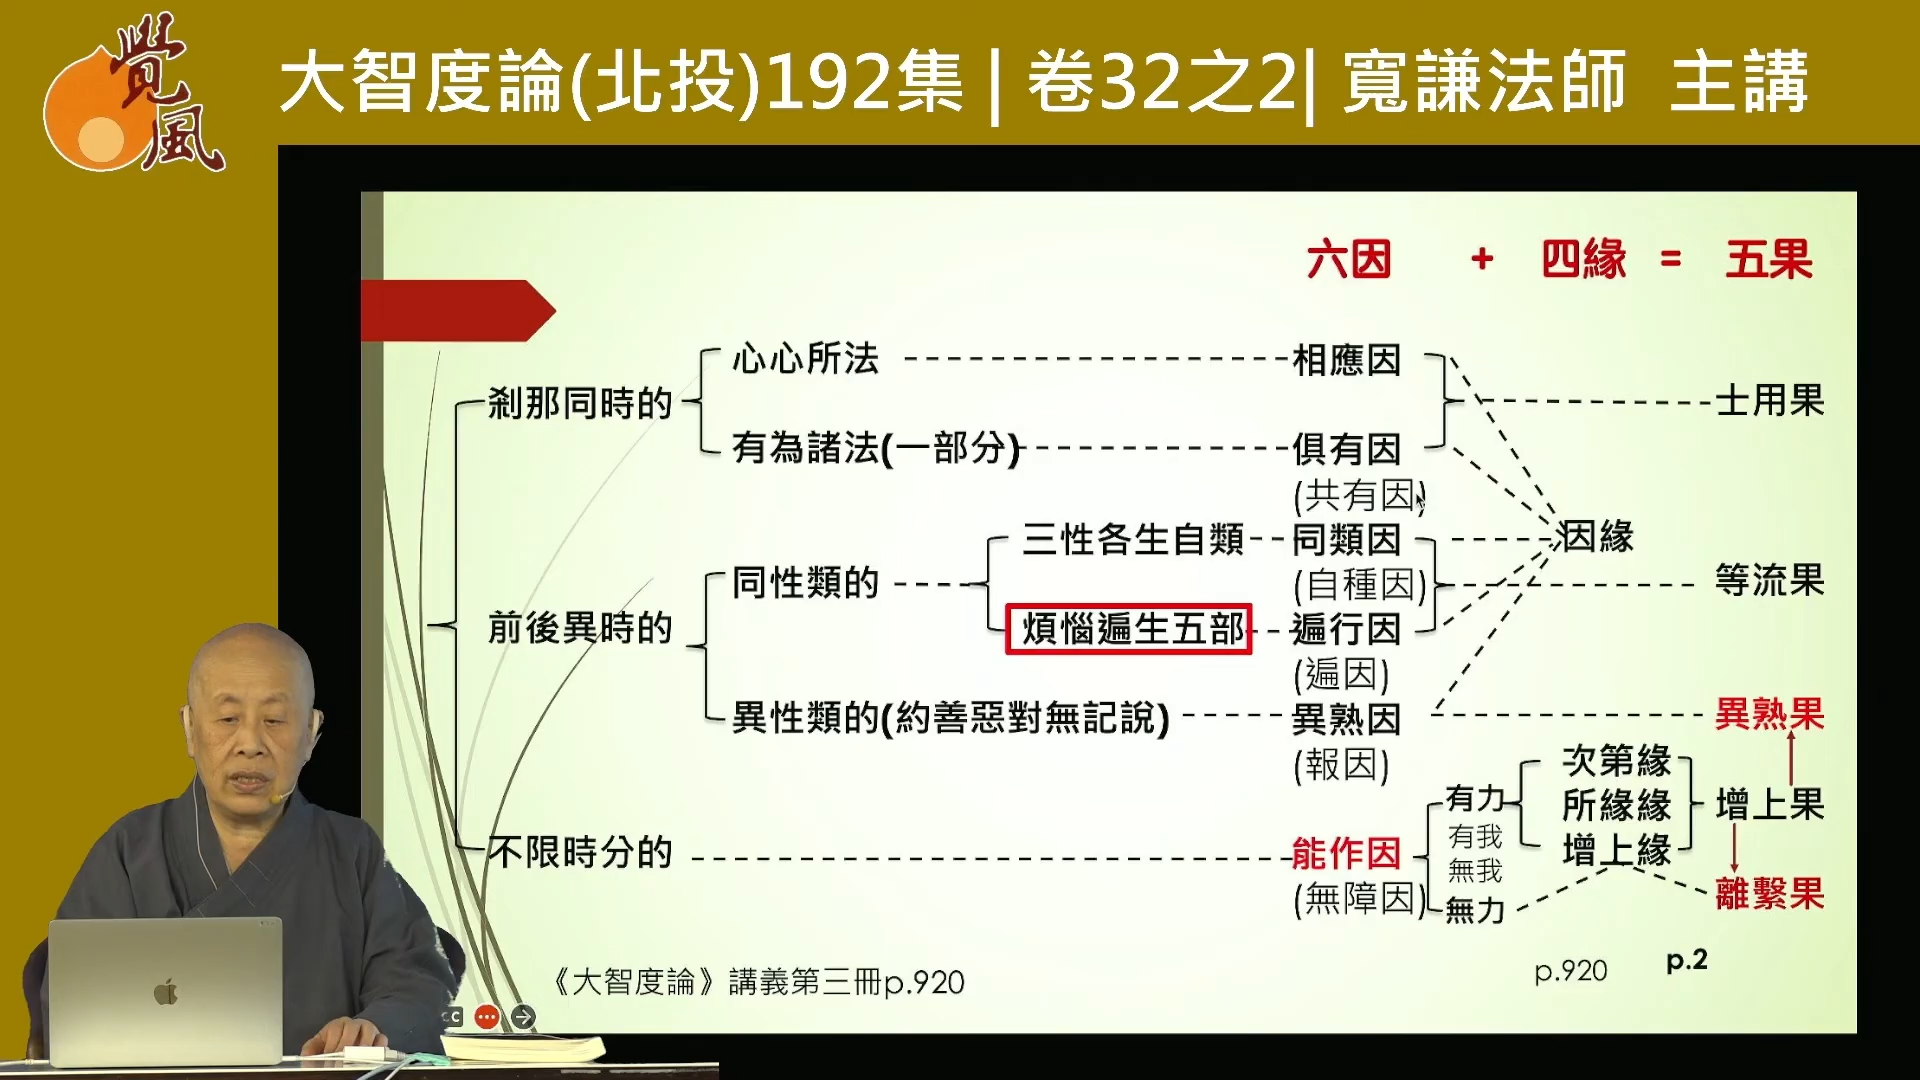 覺風
大智度論(北投)192集 | 卷32之2| 寬謙法師 主講
六因 + 四緣 = 五果
心心所法 相應因
剎那同時的 士用果
有為諸法(一部分) 俱有因
(共有因)
三性各生自類 同類因 因緣
同性類的 (自種因) 等流果
前後異時的 煩惱遍生五部 遍行因
(遍因)
異性類的(約善惡對無記說) 異熟因 異熟果
(報因) 次第緣
有力 所緣緣 增上果
有我
不限時分的 能作因 增上緣
無我
(無障因) 無力 離繫果
p.920 p.2
《大智度論》講義第三冊p.920
CC